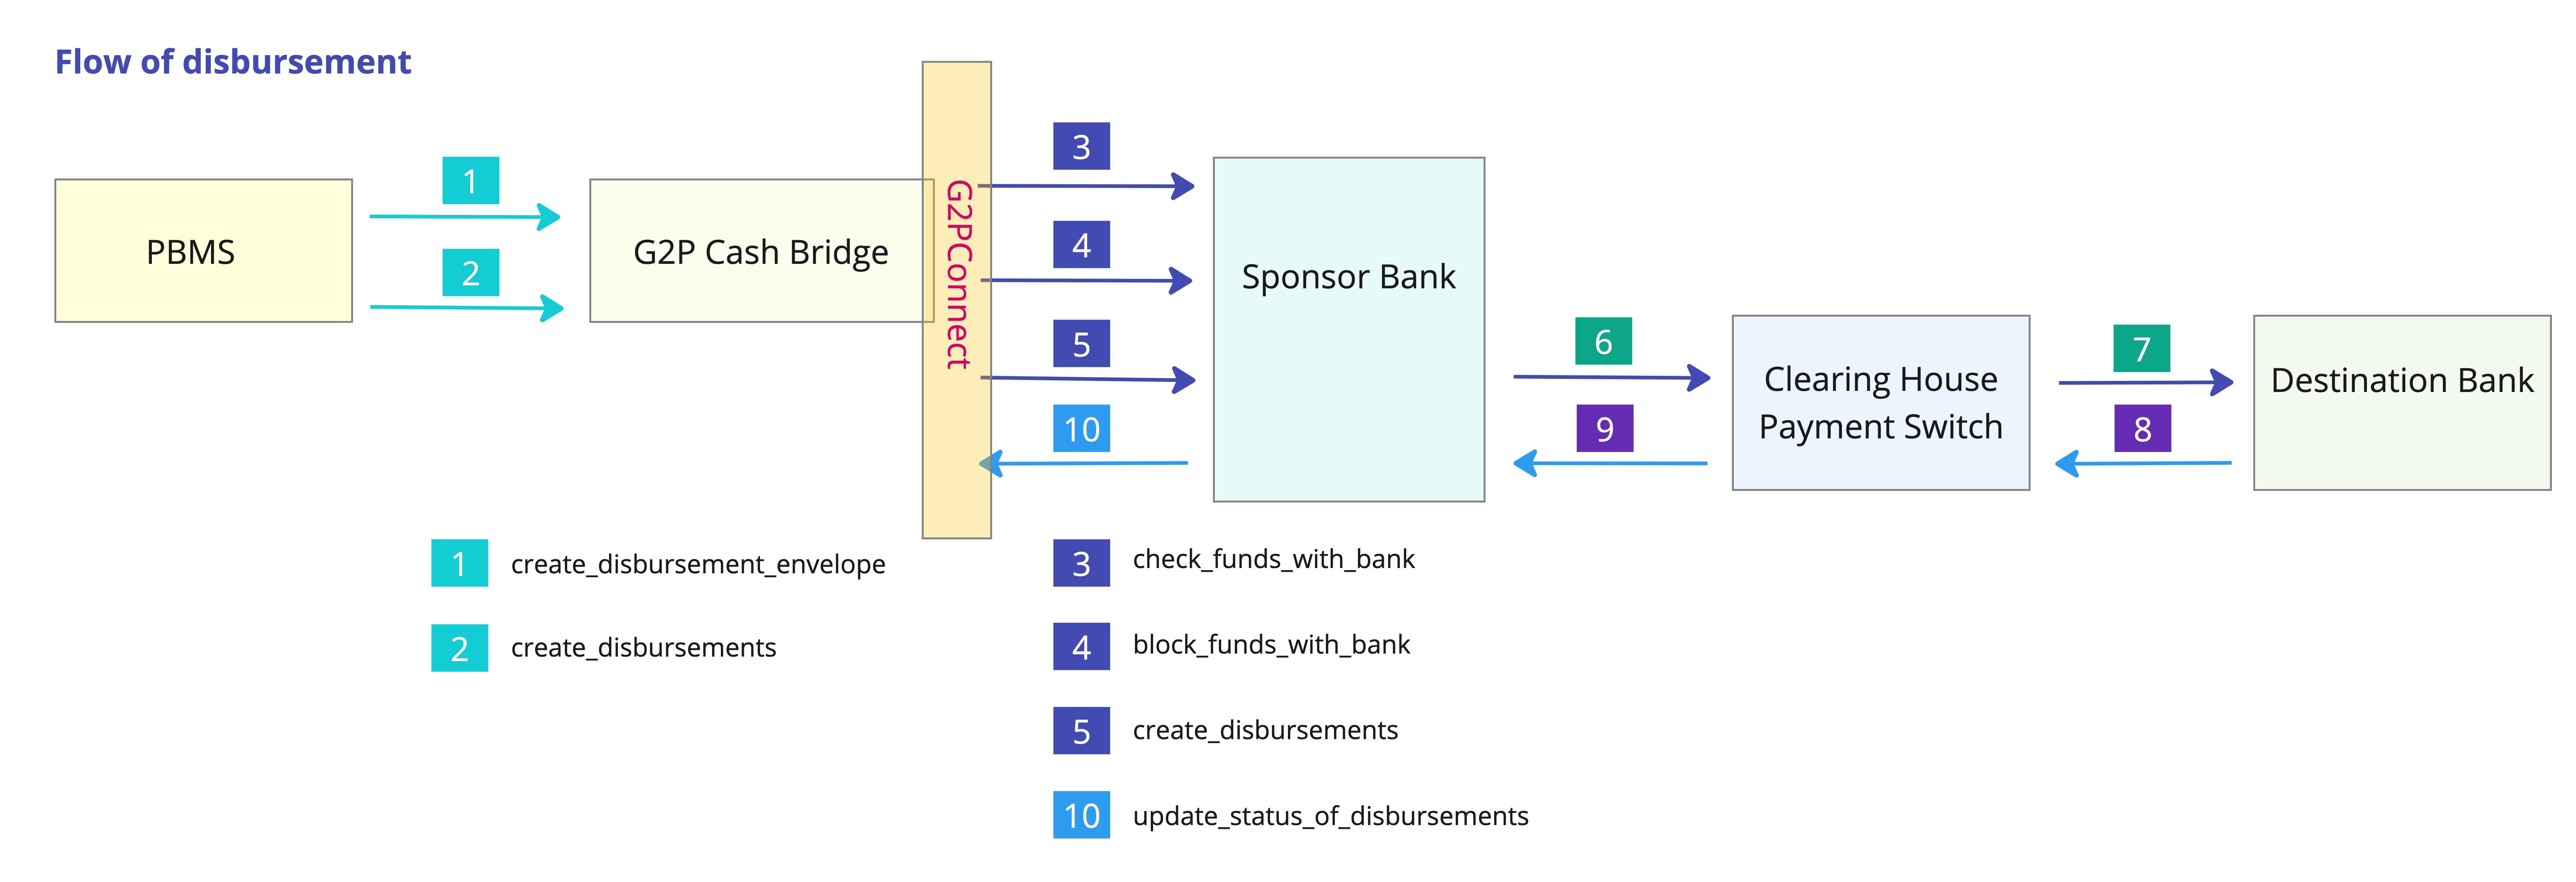 Flow of disbursement
PBMS
1
2
G2P Cash Bridge
G2PConnect
3
4
5
10
Sponsor Bank
6
9
Clearing House
Payment Switch
7
8
Destination Bank
1 create_disbursement_envelope
2 create_disbursements
3 check_funds_with_bank
4 block_funds_with_bank
5 create_disbursements
10 update_status_of_disbursements